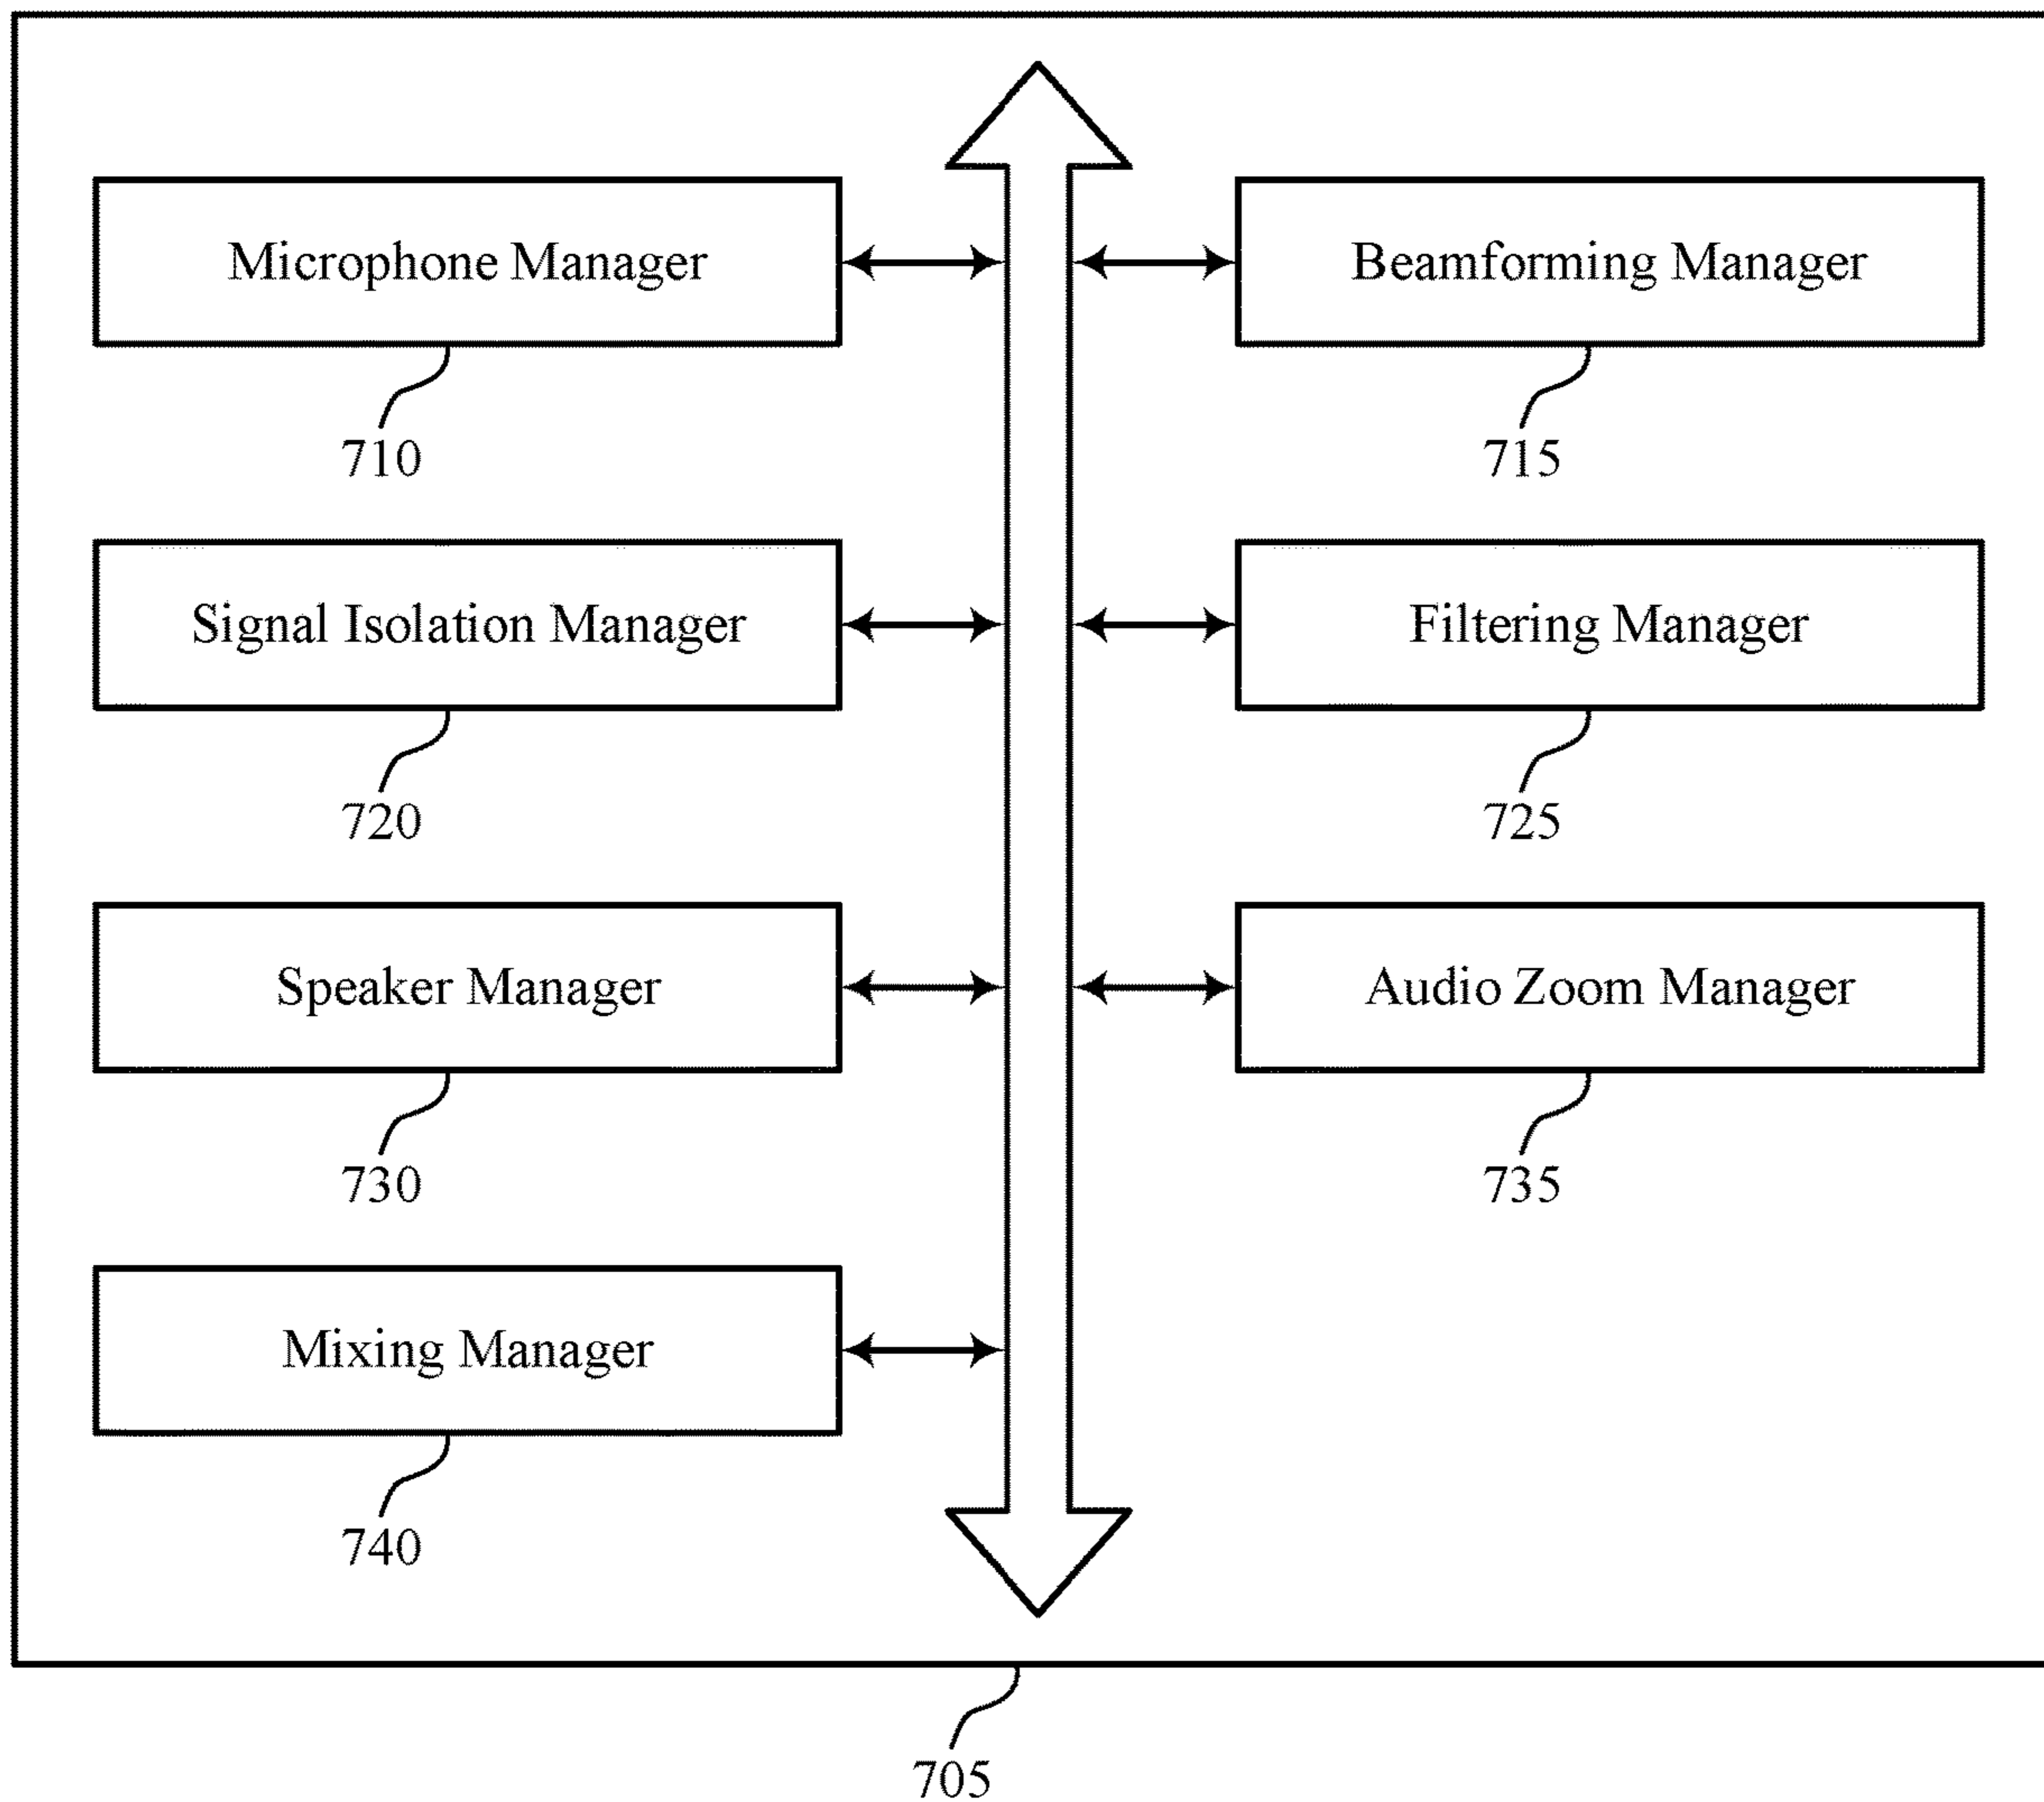 Microphone Manager
Beamforming Manager
710
715
Signal Isolation Manager
Filtering Manager
720
725
Speaker Manager
Audio Zoom Manager
730
735
Mixing Manager
740
705